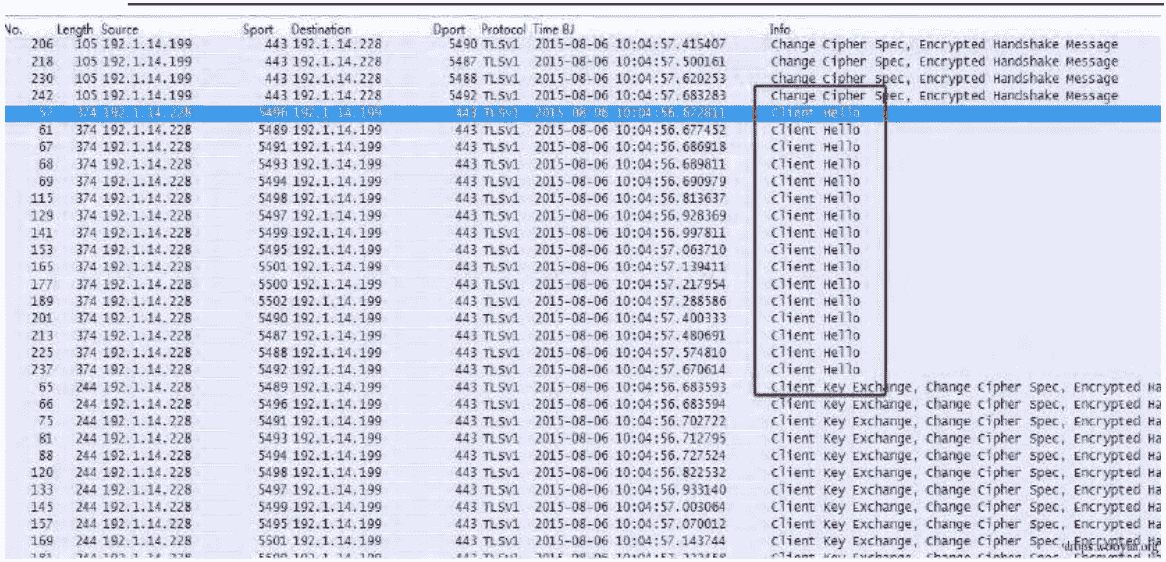 No. Length Source Sport Destination Dport Protocol Time BJ Info
206 105 192.1.14.199 443 192.1.14.228 5490 TLSv1 2015-08-06 10:04:57.415407 Change Cipher Spec, Encrypted Handshake Message
218 105 192.1.14.199 443 192.1.14.228 5487 TLSv1 2015-08-06 10:04:57.500161 Change Cipher Spec, Encrypted Handshake Message
230 105 192.1.14.199 443 192.1.14.228 5488 TLSv1 2015-08-06 10:04:57.620253 Change Cipher Spec, Encrypted Handshake Message
242 105 192.1.14.199 443 192.1.14.228 5492 TLSv1 2015-08-06 10:04:57.683283 Change Cipher Spec, Encrypted Handshake Message
374 192.1.14.228 5496 192.1.14.199 443 TLSv1 2015-08-06 10:04:56.622811 Client Hello
61 374 192.1.14.228 5489 192.1.14.199 443 TLSv1 2015-08-06 10:04:56.677452 Client Hello
67 374 192.1.14.228 5491 192.1.14.199 443 TLSv1 2015-08-06 10:04:56.686918 Client Hello
68 374 192.1.14.228 5493 192.1.14.199 443 TLSv1 2015-08-06 10:04:56.689811 Client Hello
69 374 192.1.14.228 5494 192.1.14.199 443 TLSv1 2015-08-06 10:04:56.690979 Client Hello
115 374 192.1.14.228 5498 192.1.14.199 443 TLSv1 2015-08-06 10:04:56.813637 Client Hello
129 374 192.1.14.228 5497 192.1.14.199 443 TLSv1 2015-08-06 10:04:56.928369 Client Hello
141 374 192.1.14.228 5499 192.1.14.199 443 TLSv1 2015-08-06 10:04:56.997811 Client Hello
153 374 192.1.14.228 5495 192.1.14.199 443 TLSv1 2015-08-06 10:04:57.063710 Client Hello
165 374 192.1.14.228 5501 192.1.14.199 443 TLSv1 2015-08-06 10:04:57.139411 Client Hello
177 374 192.1.14.228 5500 192.1.14.199 443 TLSv1 2015-08-06 10:04:57.217954 Client Hello
189 374 192.1.14.228 5502 192.1.14.199 443 TLSv1 2015-08-06 10:04:57.288586 Client Hello
201 374 192.1.14.228 5490 192.1.14.199 443 TLSv1 2015-08-06 10:04:57.400333 Client Hello
213 374 192.1.14.228 5487 192.1.14.199 443 TLSv1 2015-08-06 10:04:57.480691 Client Hello
225 374 192.1.14.228 5488 192.1.14.199 443 TLSv1 2015-08-06 10:04:57.574810 Client Hello
237 374 192.1.14.228 5492 192.1.14.199 443 TLSv1 2015-08-06 10:04:57.670614 Client Hello
65 244 192.1.14.228 5489 192.1.14.199 443 TLSv1 2015-08-06 10:04:56.683593 Client Key Exchange, Change Cipher Spec, Encrypted Ha
66 244 192.1.14.228 5496 192.1.14.199 443 TLSv1 2015-08-06 10:04:56.683594 Client Key Exchange, Change Cipher Spec, Encrypted Ha
75 244 192.1.14.228 5491 192.1.14.199 443 TLSv1 2015-08-06 10:04:56.702722 Client Key Exchange, Change Cipher Spec, Encrypted Ha
81 244 192.1.14.228 5493 192.1.14.199 443 TLSv1 2015-08-06 10:04:56.712795 Client Key Exchange, Change Cipher Spec, Encrypted Ha
88 244 192.1.14.228 5494 192.1.14.199 443 TLSv1 2015-08-06 10:04:56.727524 Client Key Exchange, Change Cipher Spec, Encrypted Ha
120 244 192.1.14.228 5498 192.1.14.199 443 TLSv1 2015-08-06 10:04:56.822532 Client Key Exchange, Change Cipher Spec, Encrypted Ha
133 244 192.1.14.228 5497 192.1.14.199 443 TLSv1 2015-08-06 10:04:56.933140 Client Key Exchange, Change Cipher Spec, Encrypted Ha
145 244 192.1.14.228 5499 192.1.14.199 443 TLSv1 2015-08-06 10:04:57.003064 Client Key Exchange, Change Cipher Spec, Encrypted Ha
157 244 192.1.14.228 5495 192.1.14.199 443 TLSv1 2015-08-06 10:04:57.070012 Client Key Exchange, Change Cipher Spec, Encrypted Ha
169 244 192.1.14.228 5501 192.1.14.199 443 TLSv1 2015-08-06 10:04:57.143744 Client Key Exchange, Change Cipher Spec,
drops.wooyun.org